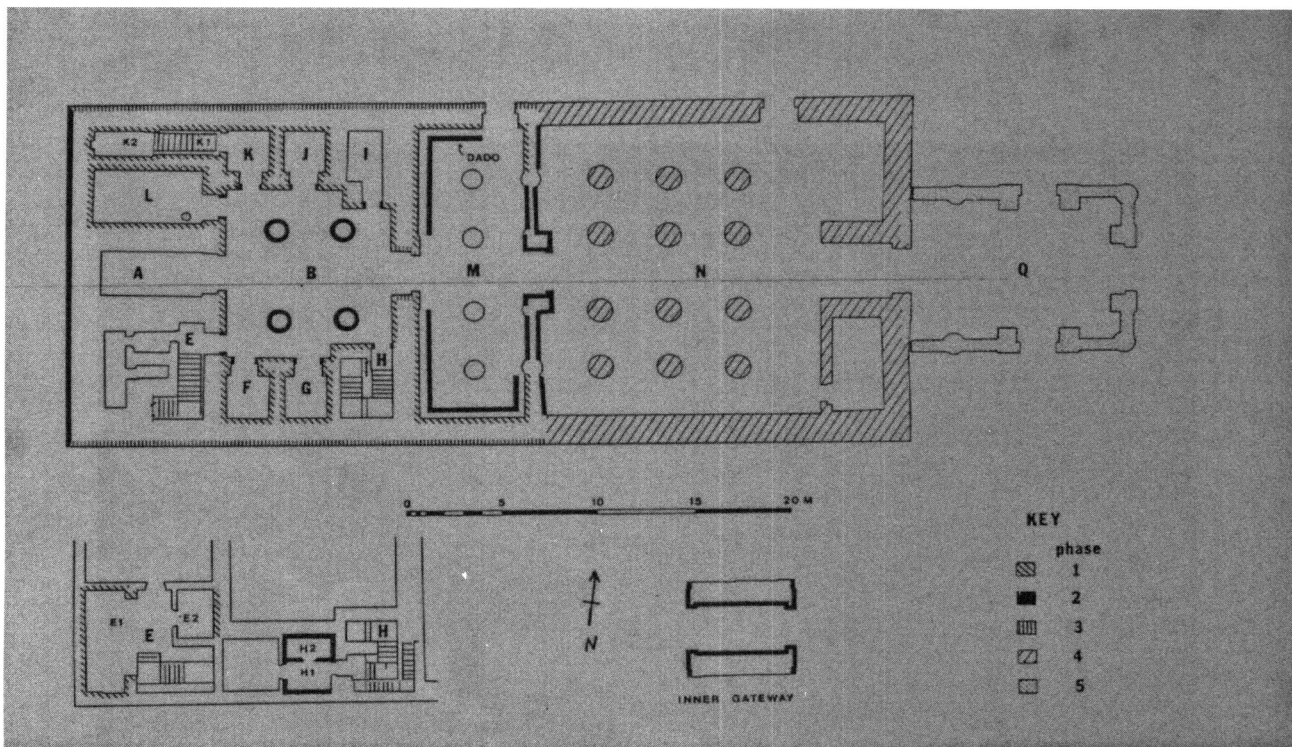 K2 K1 K J I
DADO
L
A B M N Q
E
H
F G
0 5 10 15 20 M
KEY
phase
1
2
3
4
5
E1 E E2
H
H2
H1
N
INNER GATEWAY